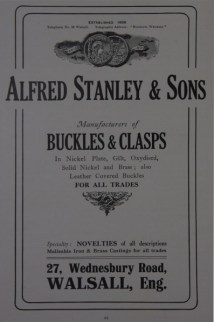 ALFRED STANLEY & SONS
Manufacturers of
BUCKLES & CLASPS
In Nickel Plate, Gilt, Oxydised,
Solid Nickel and Brass: also
Leather Covered Buckles
FOR ALL TRADES
Specialty - NOVELTIES of all descriptions
Malleable Iron & Brass Castings for all trades
27, Wednesbury Road,
WALSALL, Eng.